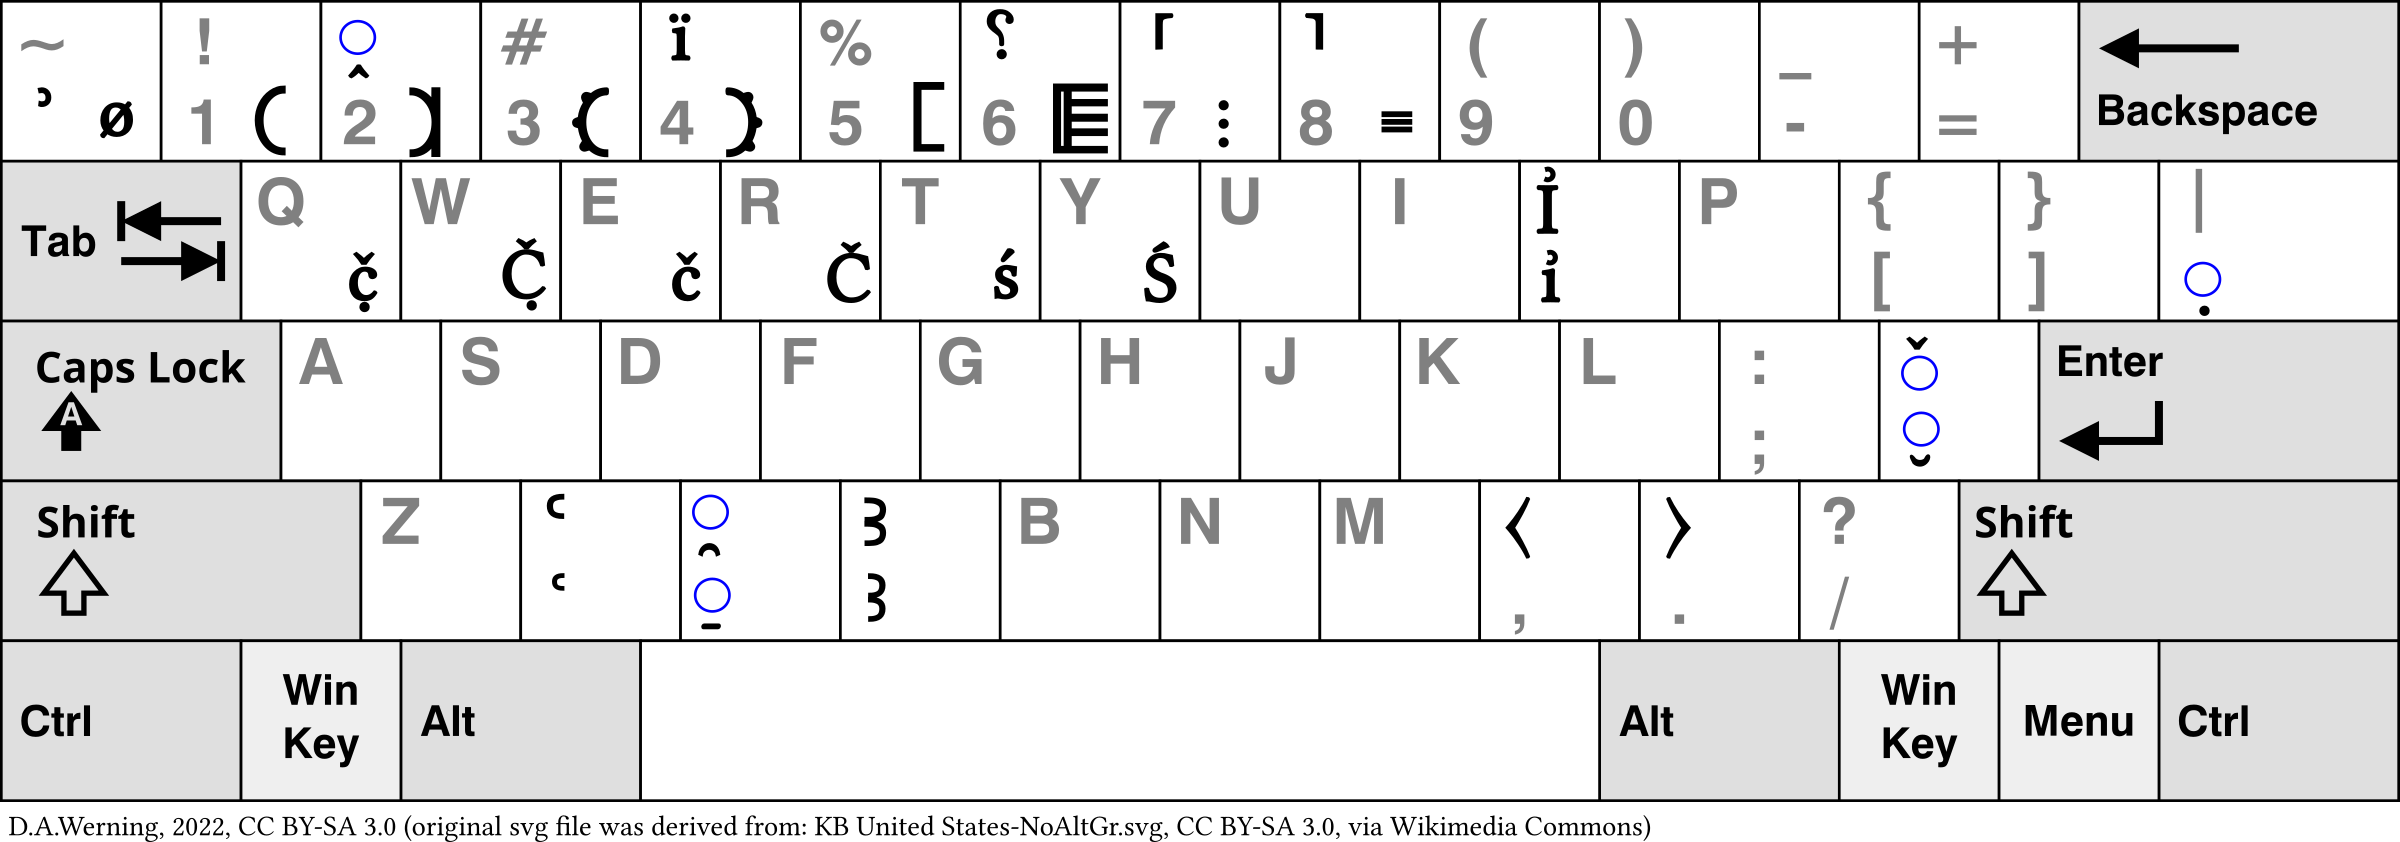 ~ ! ◌̭ # ï % ⸮ ⸢ ⸣ ( ) _ +
ʾ ø 1 ( 2 3 { 4 } 5 [ 6 7 ⁝ 8 ≡ 9 0 - = Backspace
Tab Q W E R T Y U I Ỉ P { } |
č̣ Č̣ č Č ś Ś ỉ [ ] ◌̣
Caps Lock A S D F G H J K L : ◌̌ Enter
A ; ◌̮
Shift Z ʿ ◌̯ Ꜣ B N M 〈 〉 ? Shift
ʿ ◌̱ ꜣ , . /
Ctrl Win Key Alt Alt Win Key Menu Ctrl
D.A.Werning, 2022, CC BY-SA 3.0 (original svg file was derived from: KB United States-NoAltGr.svg, CC BY-SA 3.0, via Wikimedia Commons)